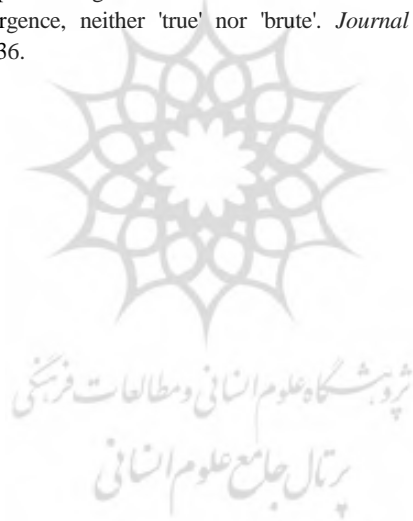 rgence, neither 'true' nor 'brute'. Journal
36.
پژوهشگاه علوم انسانی و مطالعات فرهنگی
پرتال جامع علوم انسانی